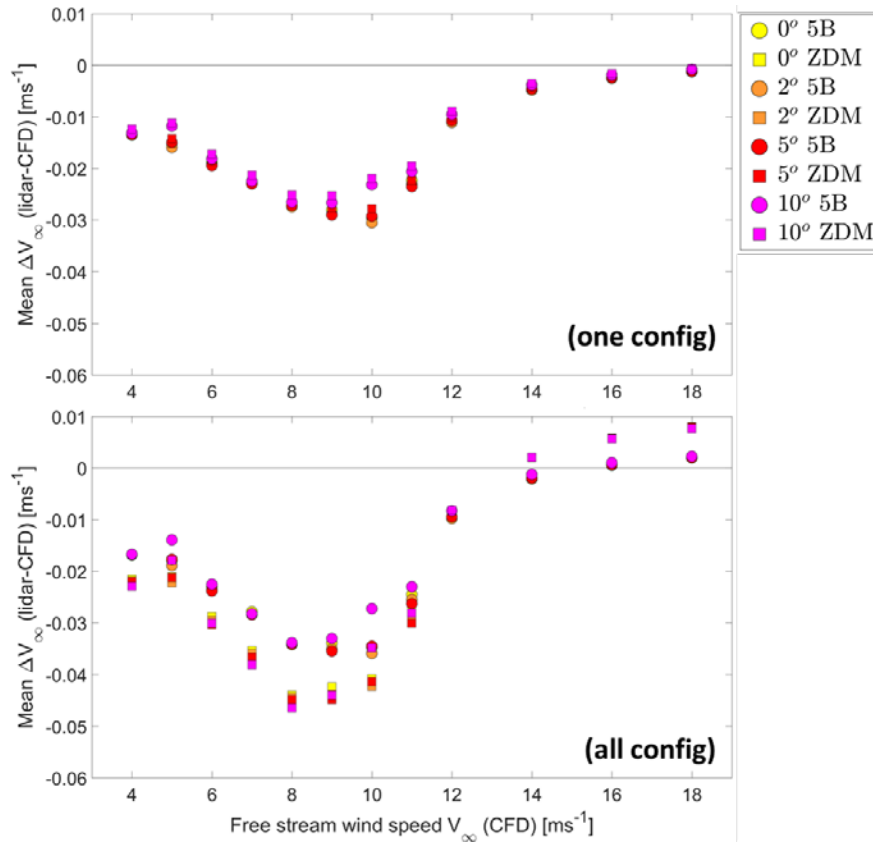 0.01
0
-0.01
-0.02
-0.03
-0.04
-0.05
-0.06
Mean ΔV∞ (lidar-CFD) [ms⁻¹]
4 6 8 10 12 14 16 18
(one config)
0° 5B
0° ZDM
2° 5B
2° ZDM
5° 5B
5° ZDM
10° 5B
10° ZDM
0.01
0
-0.01
-0.02
-0.03
-0.04
-0.05
-0.06
Mean ΔV∞ (lidar-CFD) [ms⁻¹]
(all config)
4 6 8 10 12 14 16 18
Free stream wind speed V∞ (CFD) [ms⁻¹]